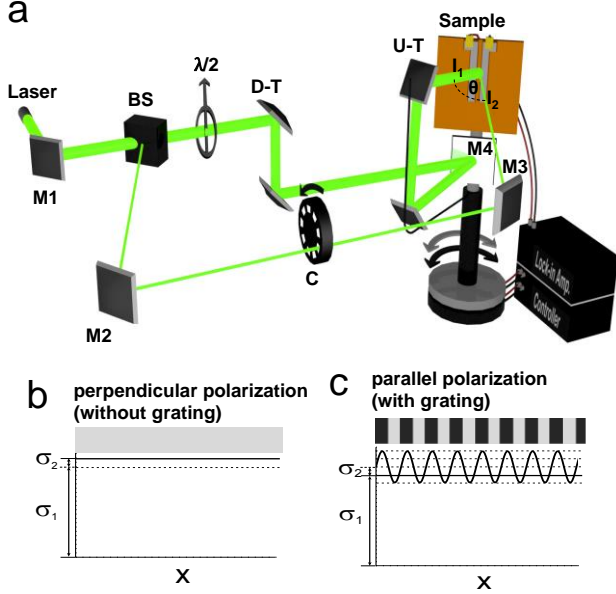 a
Sample
U-T
λ/2
I₁
D-T
θ
Laser
BS
I₂
M4
M3
M1
C
Lock-in Amp.
Controller
M2
b
perpendicular polarization
(without grating)
c
parallel polarization
(with grating)
σ₂
σ₁
x
σ₂
σ₁
x